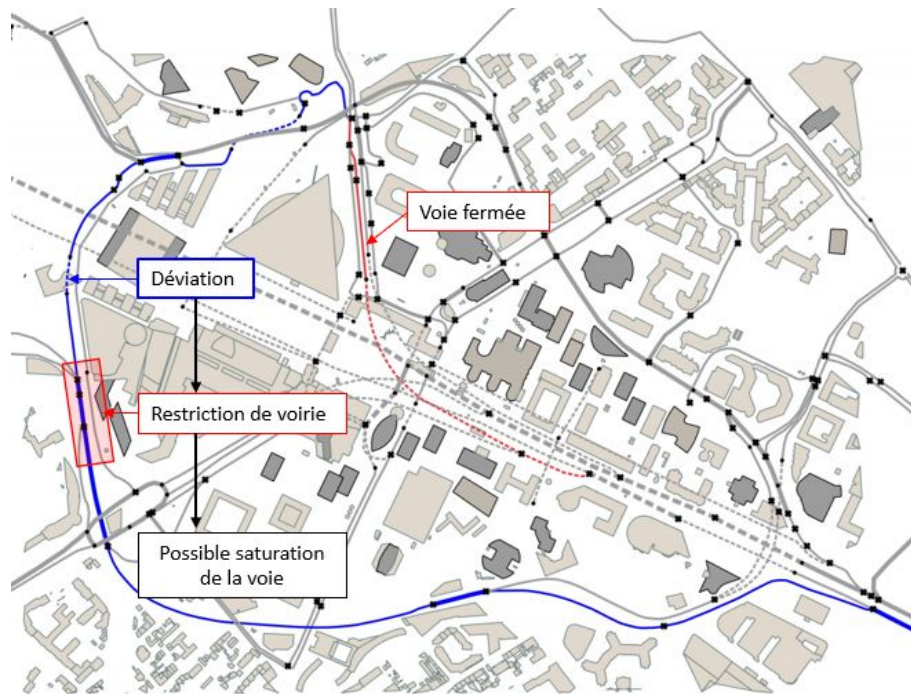 Voie fermée
Déviation
Restriction de voirie
Possible saturation
de la voie